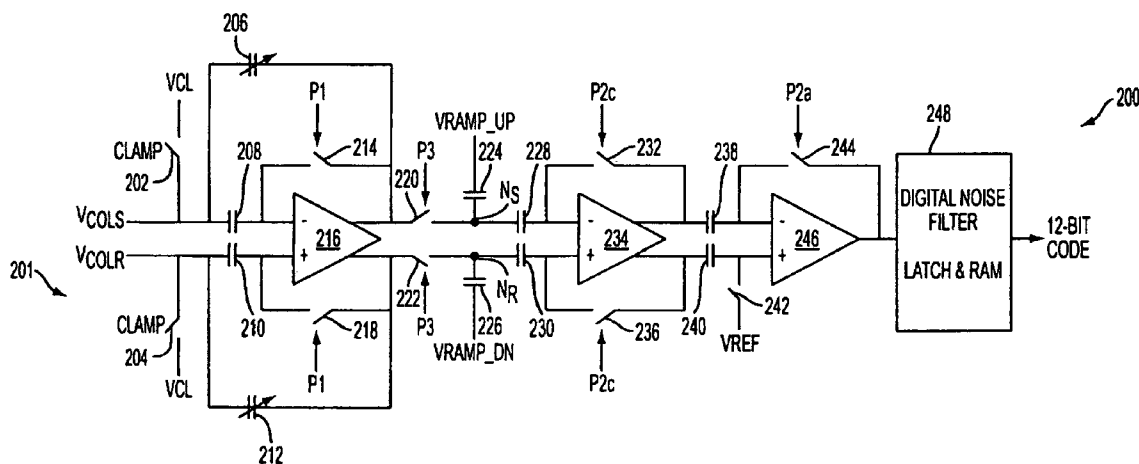 206
VCL
CLAMP
202
208
P1
214
P3
220
VRAMP_UP
224
NS
228
P2c
232
238
P2a
244
248
200
VCOLS
VCOLR
216
234
246
DIGITAL NOISE
FILTER
LATCH & RAM
12-BIT
CODE
201
CLAMP
204
VCL
210
218
P1
222
P3
NR
226
VRAMP_DN
230
236
P2c
240
242
VREF
212